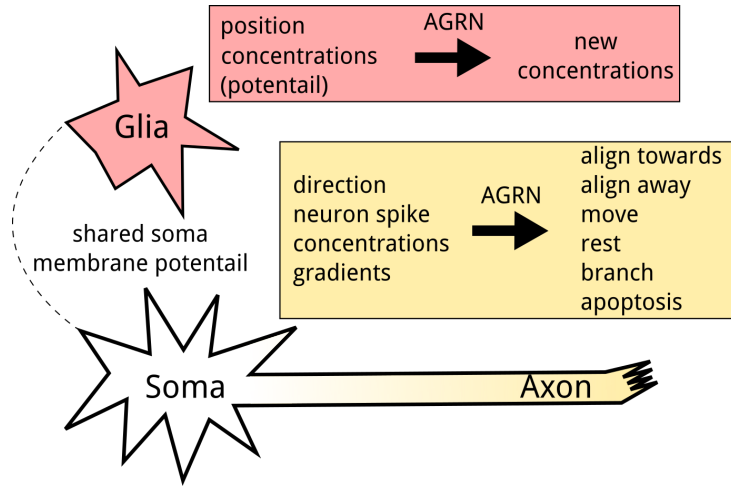 position
concentrations
(potentail)
AGRN
new
concentrations
Glia
direction
neuron spike
concentrations
gradients
AGRN
align towards
align away
move
rest
branch
apoptosis
shared soma
membrane potentail
Soma
Axon